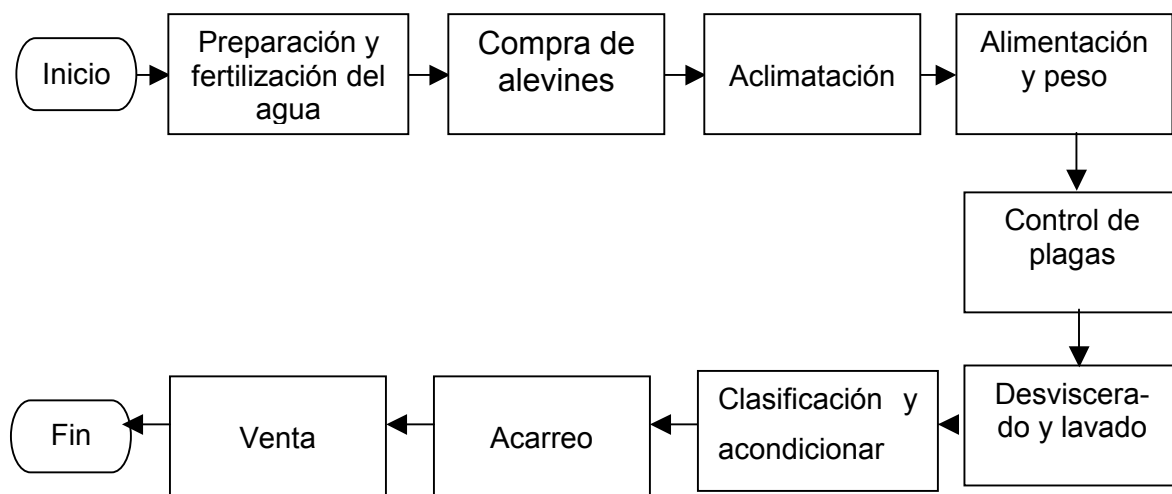 Inicio
Preparación y
fertilización del
agua
Compra de
alevines
Aclimatación
Alimentación
y peso
Control de
plagas
Desviscera-
do y lavado
Clasificación y
acondicionar
Acarreo
Venta
Fin